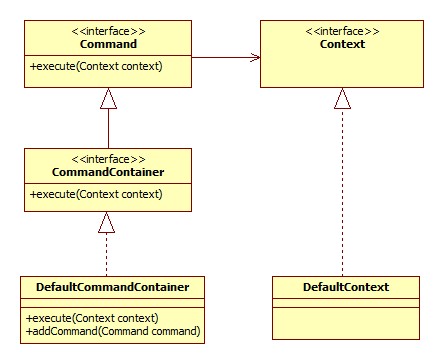 <<interface>>
Command
+execute(Context context)
<<interface>>
Context
<<interface>>
CommandContainer
+execute(Context context)
DefaultCommandContainer
+execute(Context context)
+addCommand(Command command)
DefaultContext